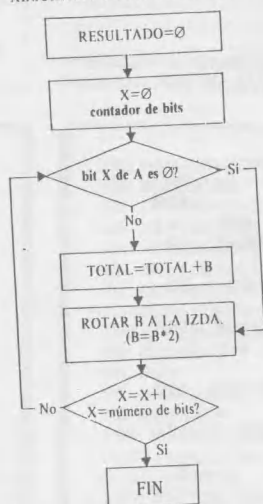 RESULTADO=Ø
X=Ø
contador de bits
bit X de A es Ø?
Si
No
TOTAL=TOTAL+B
ROTAR B A LA IZDA.
(B=B*2)
X=X+1
X=número de bits?
No
Si
FIN